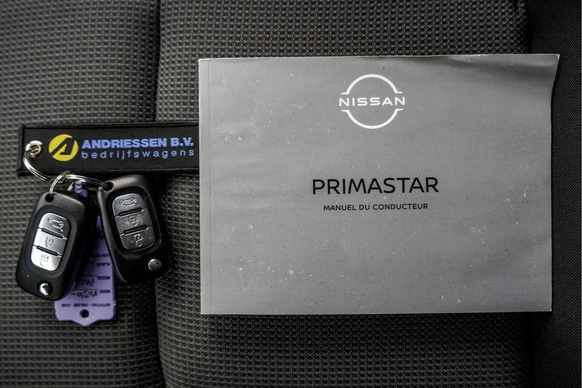 ANDRIESSEN B.V.
bedrijfswagens
NISSAN
PRIMASTAR
MANUEL DU CONDUCTEUR